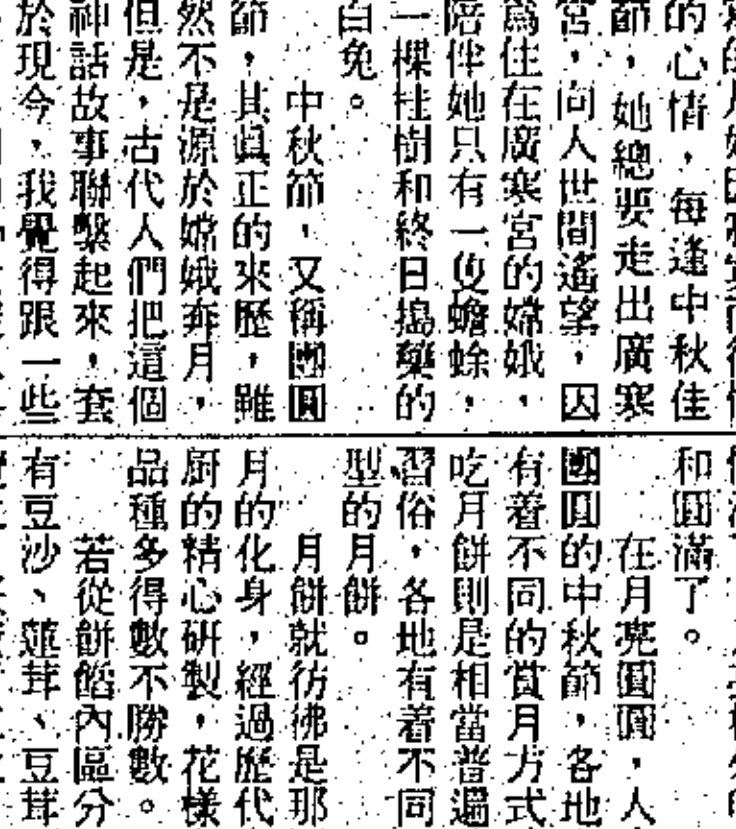 的心情，每逢中秋佳
節，她總要走出廣寒
宮，向人世間遙望，因
爲住在廣寒宮的嫦娥，
陪伴她只有一隻蟾蜍，
一棵桂樹和終日搗藥的
白兔。
中秋節，又稱團圓
節，其眞正的來歷，雖
然不是源於嫦娥奔月，
但是，古代人們把這個
神話故事聯繫起來，套
於現今，我覺得跟一些
和圓滿了。
在月亮圓圓，人
團圓的中秋節，各地
有着不同的賞月方式
吃月餅則是相當普遍
習俗，各地有着不同
型的月餅。
月餅就彷彿是那
月的化身，經過歷代
厨的精心研製，花樣
品種多得數不勝數。
若從餅餡內區分
有豆沙、蓮茸、豆茸